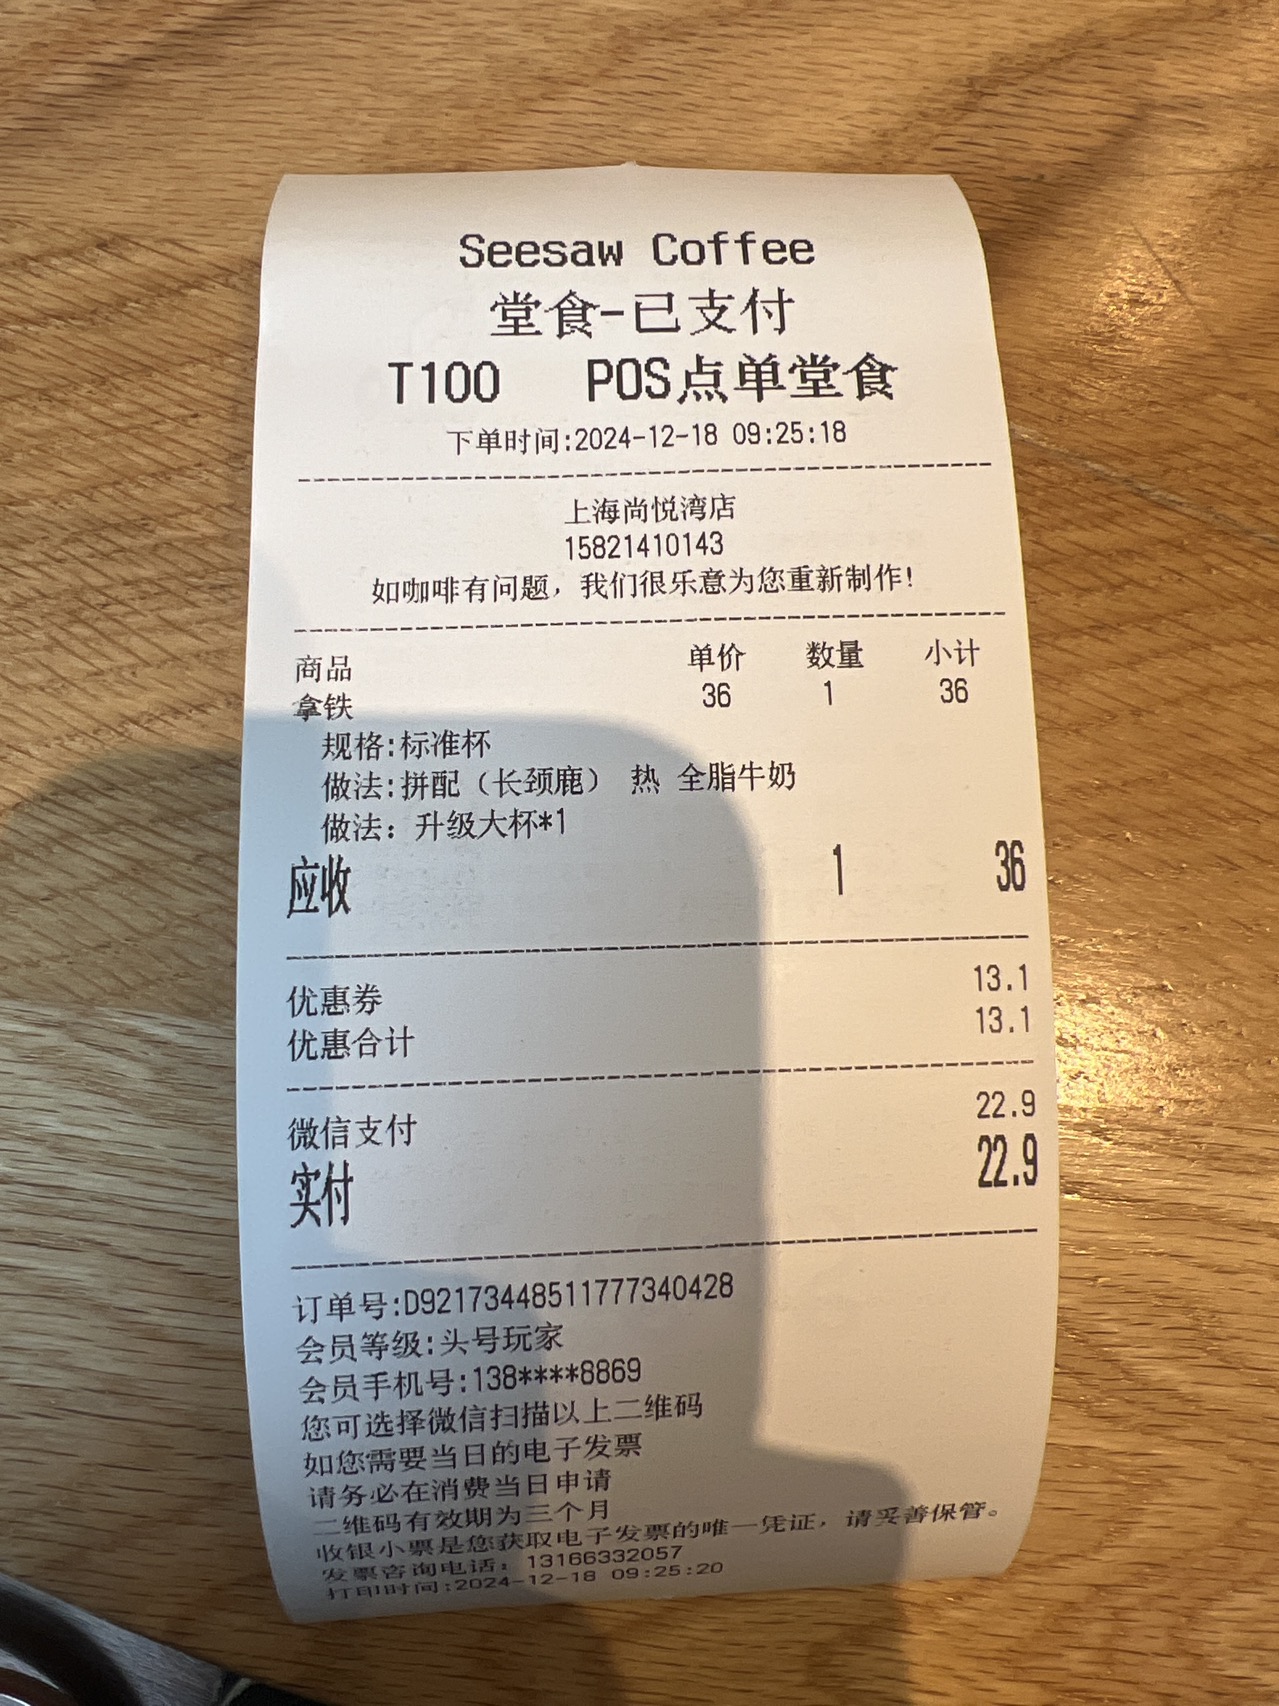 Seesaw Coffee
堂食-已支付
T100 POS点单堂食
下单时间:2024-12-18 09:25:18
上海尚悦湾店
15821410143
如咖啡有问题，我们很乐意为您重新制作!
商品 单价 数量 小计
拿铁 36 1 36
规格:标准杯
做法:拼配（长颈鹿） 热 全脂牛奶
做法：升级大杯*1
应收 1 36
优惠券 13.1
优惠合计 13.1
微信支付 22.9
实付 22.9
订单号:D92173448511777340428
会员等级:头号玩家
会员手机号:138****8869
您可选择微信扫描以上二维码
如您需要当日的电子发票
请务必在消费当日申请
二维码有效期为三个月
收银小票是您获取电子发票的唯一凭证，请妥善保管。
发票咨询电话：13166332057
打印时间:2024-12-18 09:25:20